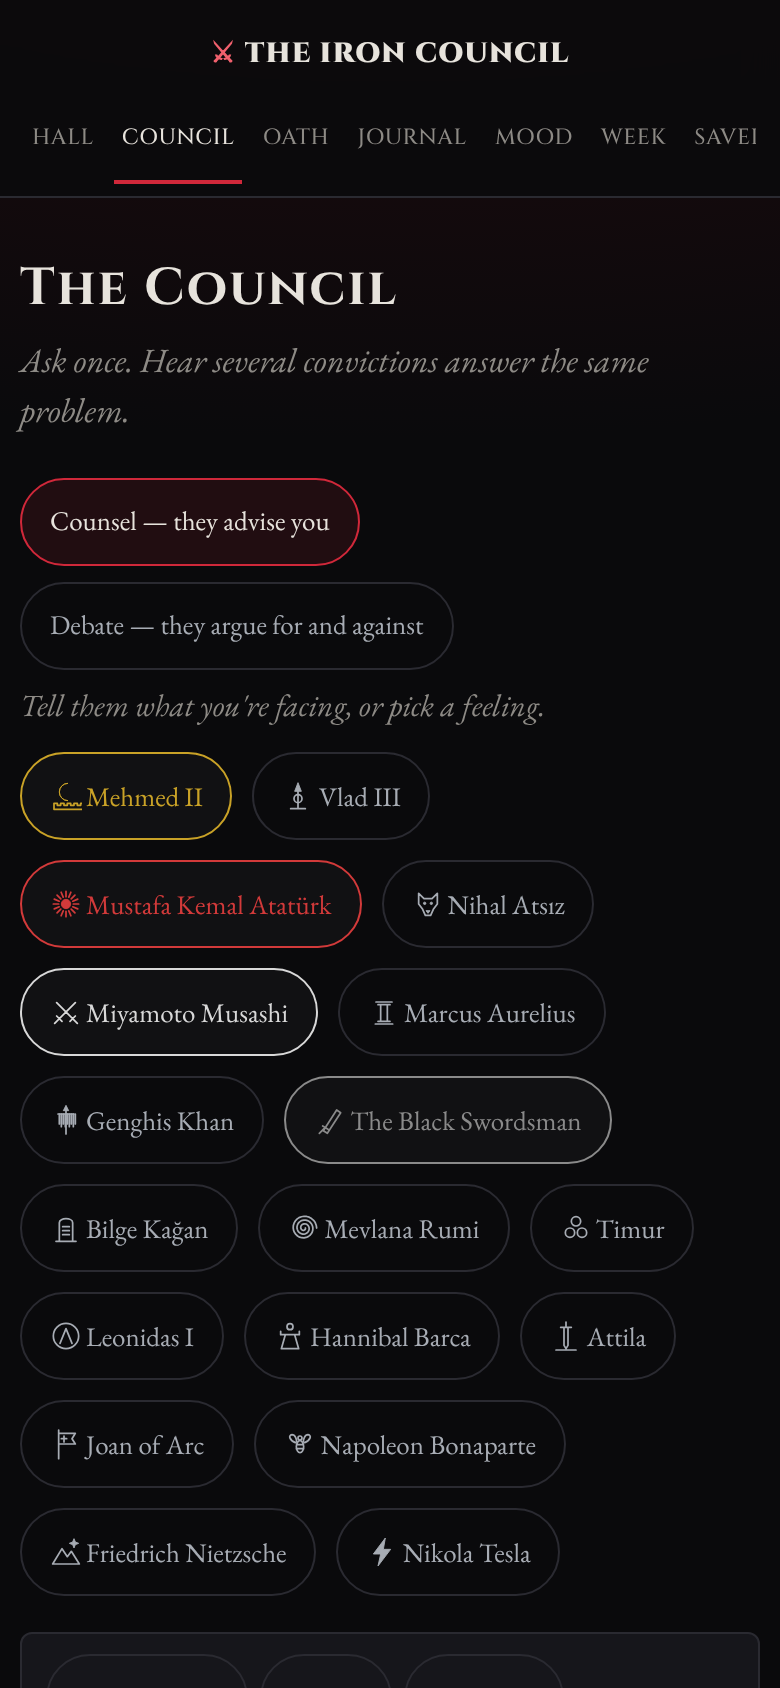 THE IRON COUNCIL
HALL COUNCIL OATH JOURNAL MOOD WEEK
The Council
Ask once. Hear several convictions answer the same
problem.
Counsel — they advise you
Debate — they argue for and against
Tell them what you're facing, or pick a feeling.
Mehmed II Vlad III
Mustafa Kemal Atatürk Nihal Atsız
Miyamoto Musashi Marcus Aurelius
Genghis Khan The Black Swordsman
Bilge Kağan Mevlana Rumi Timur
Leonidas I Hannibal Barca Attila
Joan of Arc Napoleon Bonaparte
Friedrich Nietzsche Nikola Tesla